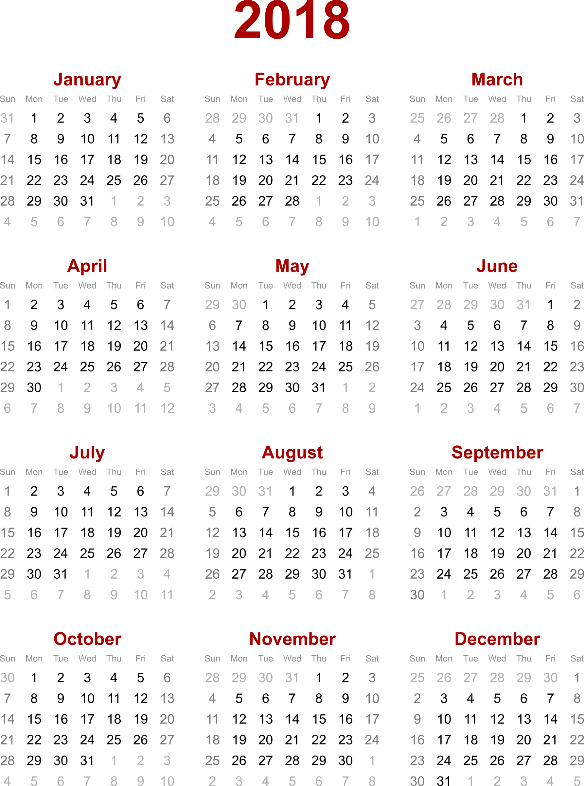 2018
January February March
Sun Mon Tue Wed Thu Fri Sat Sun Mon Tue Wed Thu Fri Sat Sun Mon Tue Wed Thu Fri Sat
31 1 2 3 4 5 6 28 29 30 31 1 2 3 25 26 27 28 1 2 3
7 8 9 10 11 12 13 4 5 6 7 8 9 10 4 5 6 7 8 9 10
14 15 16 17 18 19 20 11 12 13 14 15 16 17 11 12 13 14 15 16 17
21 22 23 24 25 26 27 18 19 20 21 22 23 24 18 19 20 21 22 23 24
28 29 30 31 1 2 3 25 26 27 28 1 2 3 25 26 27 28 29 30 31
4 5 6 7 8 9 10 4 5 6 7 8 9 10 1 2 3 4 5 6 7
April May June
Sun Mon Tue Wed Thu Fri Sat Sun Mon Tue Wed Thu Fri Sat Sun Mon Tue Wed Thu Fri Sat
1 2 3 4 5 6 7 29 30 1 2 3 4 5 27 28 29 30 31 1 2
8 9 10 11 12 13 14 6 7 8 9 10 11 12 3 4 5 6 7 8 9
15 16 17 18 19 20 21 13 14 15 16 17 18 19 10 11 12 13 14 15 16
22 23 24 25 26 27 28 20 21 22 23 24 25 26 17 18 19 20 21 22 23
29 30 1 2 3 4 5 27 28 29 30 31 1 2 24 25 26 27 28 29 30
6 7 8 9 10 11 12 3 4 5 6 7 8 9 1 2 3 4 5 6 7
July August September
Sun Mon Tue Wed Thu Fri Sat Sun Mon Tue Wed Thu Fri Sat Sun Mon Tue Wed Thu Fri Sat
1 2 3 4 5 6 7 29 30 31 1 2 3 4 26 27 28 29 30 31 1
8 9 10 11 12 13 14 5 6 7 8 9 10 11 2 3 4 5 6 7 8
15 16 17 18 19 20 21 12 13 14 15 16 17 18 9 10 11 12 13 14 15
22 23 24 25 26 27 28 19 20 21 22 23 24 25 16 17 18 19 20 21 22
29 30 31 1 2 3 4 26 27 28 29 30 31 1 23 24 25 26 27 28 29
5 6 7 8 9 10 11 2 3 4 5 6 7 8 30 1 2 3 4 5 6
October November December
Sun Mon Tue Wed Thu Fri Sat Sun Mon Tue Wed Thu Fri Sat Sun Mon Tue Wed Thu Fri Sat
30 1 2 3 4 5 6 28 29 30 31 1 2 3 25 26 27 28 29 30 1
7 8 9 10 11 12 13 4 5 6 7 8 9 10 2 3 4 5 6 7 8
14 15 16 17 18 19 20 11 12 13 14 15 16 17 9 10 11 12 13 14 15
21 22 23 24 25 26 27 18 19 20 21 22 23 24 16 17 18 19 20 21 22
28 29 30 31 1 2 3 25 26 27 28 29 30 1 23 24 25 26 27 28 29
4 5 6 7 8 9 10 2 3 4 5 6 7 8 30 31 1 2 3 4 5